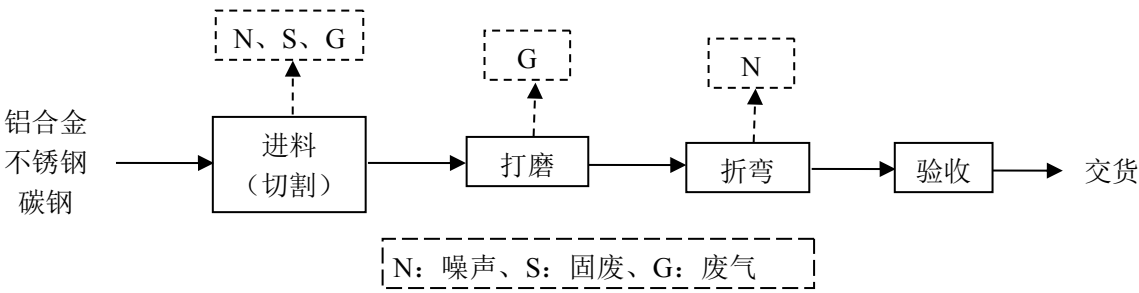 N、S、G
G
N
铝合金
不锈钢
碳钢
进料
（切割）
打磨
折弯
验收
交货
N：噪声、S：固废、G：废气